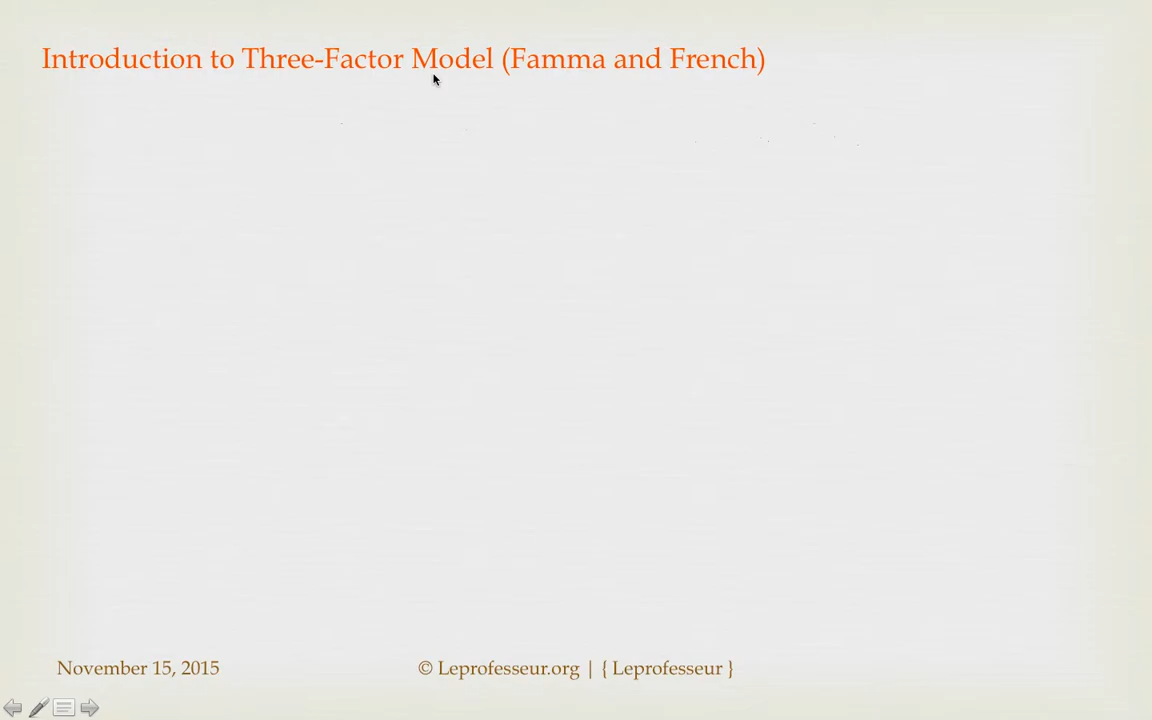 Introduction to Three-Factor Model (Famma and French)
November 15, 2015
© Leprofesseur.org | { Leprofesseur }